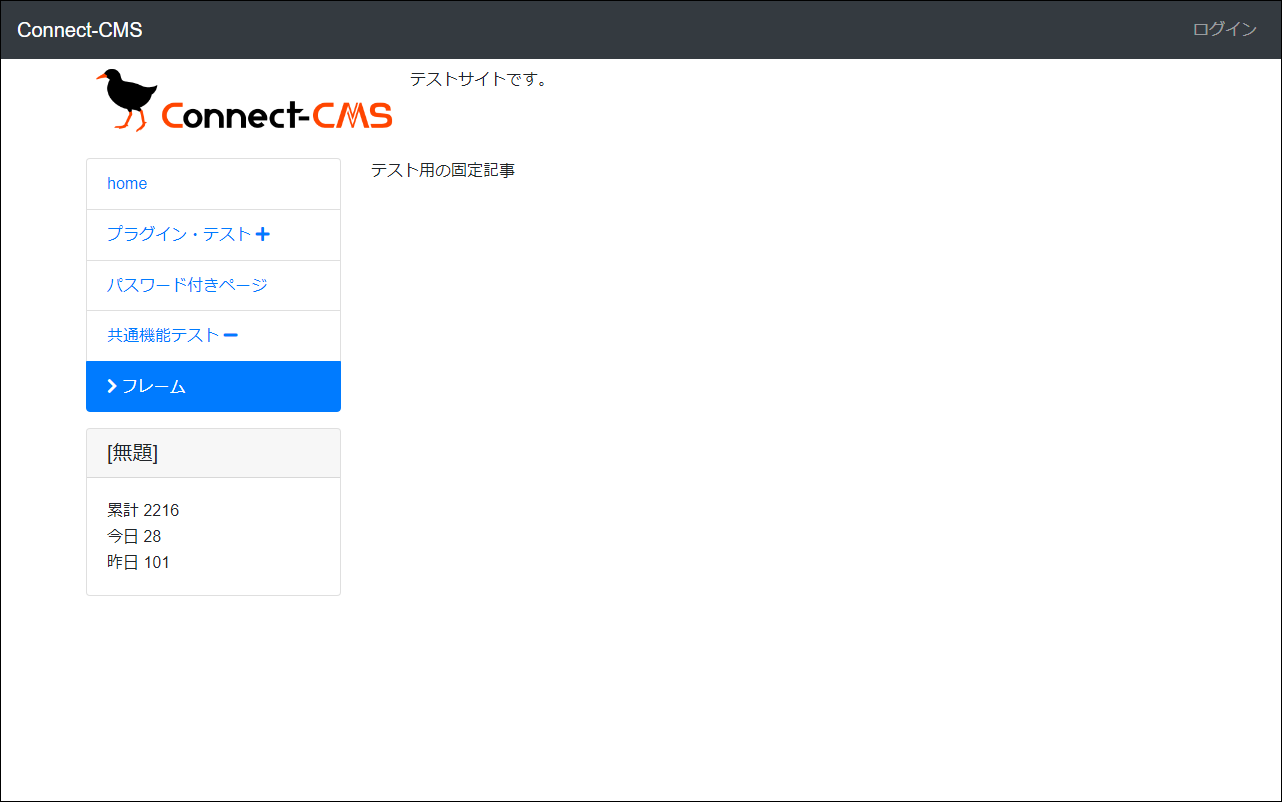 Connect-CMS
ログイン
Connect-CMS
テストサイトです。
home
プラグイン・テスト
パスワード付きページ
共通機能テスト
フレーム
テスト用の固定記事
[無題]
累計 2216
今日 28
昨日 101